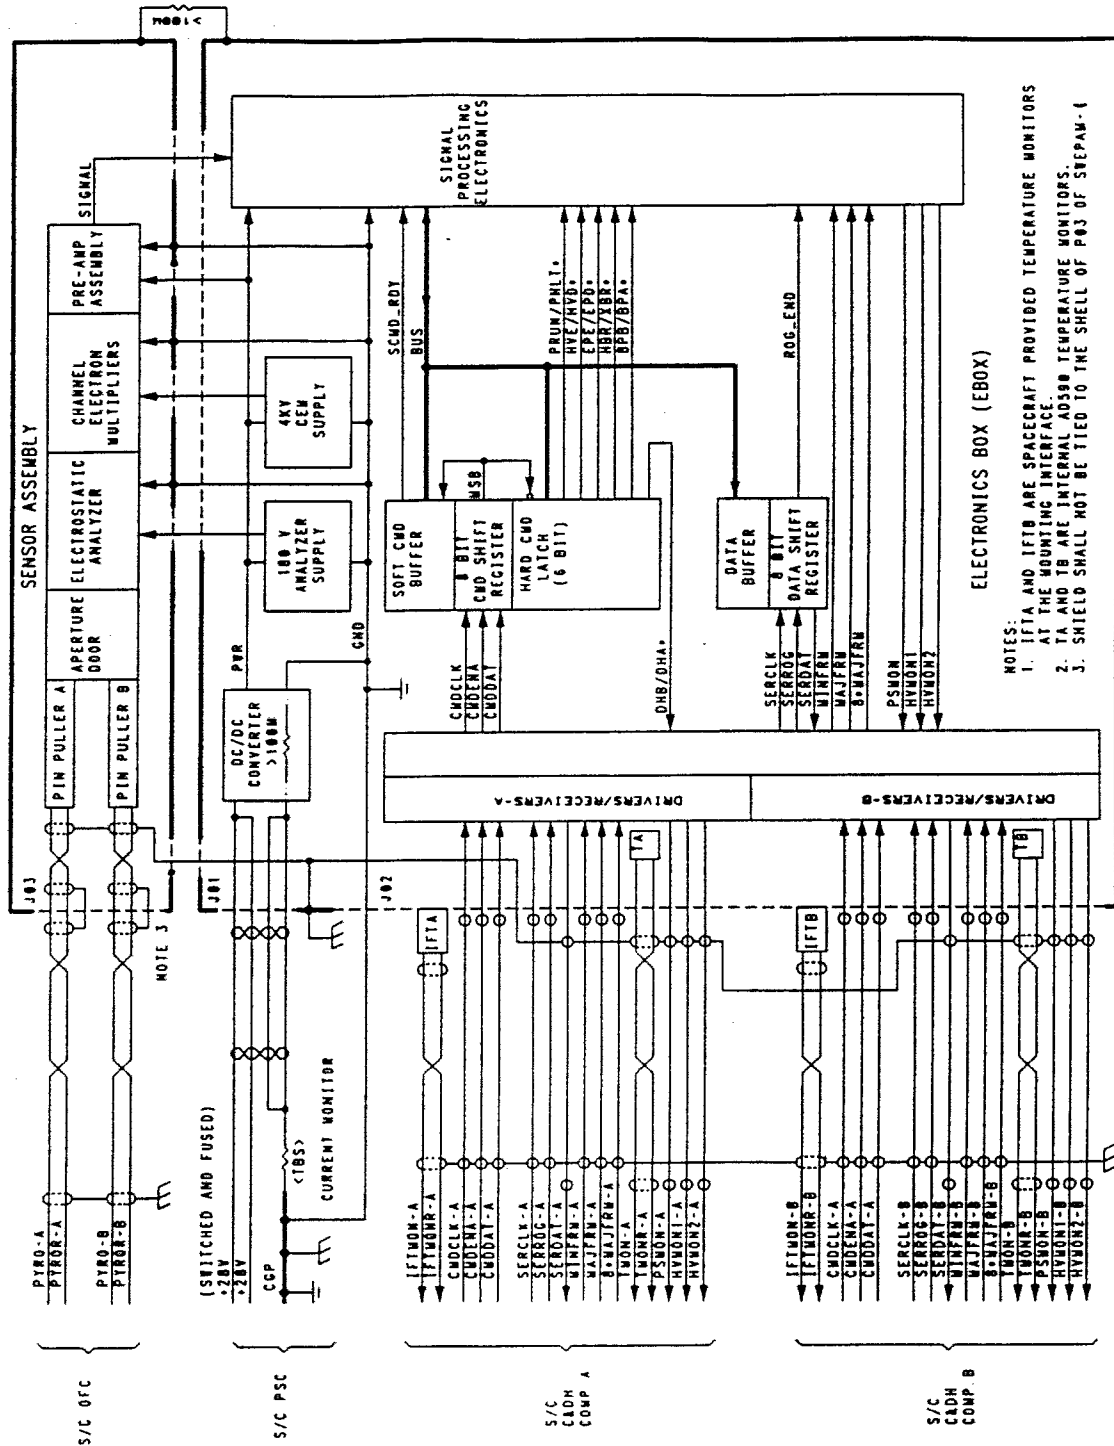 SENSOR ASSEMBLY
>100M
SIGNAL
PRE-AMP
ASSEMBLY
CHANNEL
ELECTRON
MULTIPLIERS
ELECTROSTATIC
ANALYZER
APERTURE
DOOR
PIN PULLER A
PIN PULLER B
J03
NOTE 3
PYRO-A
PYROR-A
PYRO-B
PYROR-B
S/C OFC
SIGNAL
PROCESSING
ELECTRONICS
4KV
CEM
SUPPLY
180 V
ANALYZER
SUPPLY
PWR
GND
DC/DC
CONVERTER
>100M
J01
(SWITCHED AND FUSED)
+28V
+28V
CGP
<TBS>
CURRENT MONITOR
S/C PSC
SCMD_RDY
BUS
PRUN/PHLT*
HVE/HVD*
EPE/EPD*
HBR/XBR*
BPB/BPA*
SOFT CMD
BUFFER
8 BIT
CMD SHIFT
REGISTER
MSB
HARD CMD
LATCH
(6 BIT)
CMDCLK
CMDENA
CMDDAT
DHB/DHA*
ROG_END
DATA
BUFFER
8 BIT
DATA SHIFT
REGISTER
SERCLK
SERROG
SERDAT
MINFRM
MAJFRM
8*MAJFRM
PSMON
HVMON1
HVMON2
DRIVERS/RECEIVERS-A
DRIVERS/RECEIVERS-B
J02
IFTA
TA
IFTB
TB
IFTMON-A
IFTMONR-A
CMDCLK-A
CMDENA-A
CMDDAT-A
SERCLK-A
SERROG-A
SERDAT-A
MINFRM-A
MAJFRM-A
8*MAJFRM-A
TMON-A
TMONR-A
PSMON-A
HVMON1-A
HVMON2-A
S/C
C&DH
COMP. A
IFTMON-B
IFTMONR-B
CMDCLK-A
CMDENA-A
CMDDAT-A
SERCLK-B
SERROG-B
SERDAT-B
MINFRM-B
MAJFRM-B
8*MAJFRM-B
TMON-B
TMONR-B
PSMON-B
HVMON1-B
HVMON2-B
S/C
C&DH
COMP. B
ELECTRONICS BOX (EBOX)
NOTES:
1. IFTA AND IFTB ARE SPACECRAFT PROVIDED TEMPERATURE MONITORS
AT THE MOUNTING INTERFACE.
2. TA AND TB ARE INTERNAL AD590 TEMPERATURE MONITORS.
3. SHIELD SHALL NOT BE TIED TO THE SHELL OF P03 OF SWEPAM-